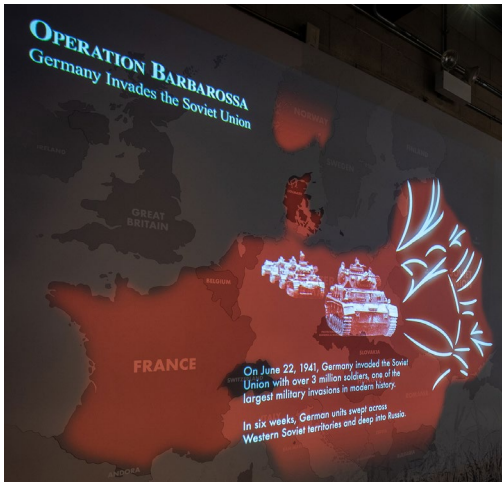 OPERATION BARBAROSSA
Germany Invades the Soviet Union
NORWAY
GREAT
BRITAIN
BELGIUM
SLOVAKIA
FRANCE
On June 22, 1941, Germany invaded the Soviet
Union with over 3 million soldiers, one of the
largest military invasions in modern history.
In six weeks, German units swept across
Western Soviet territories and deep into Russia.
ANDORRA